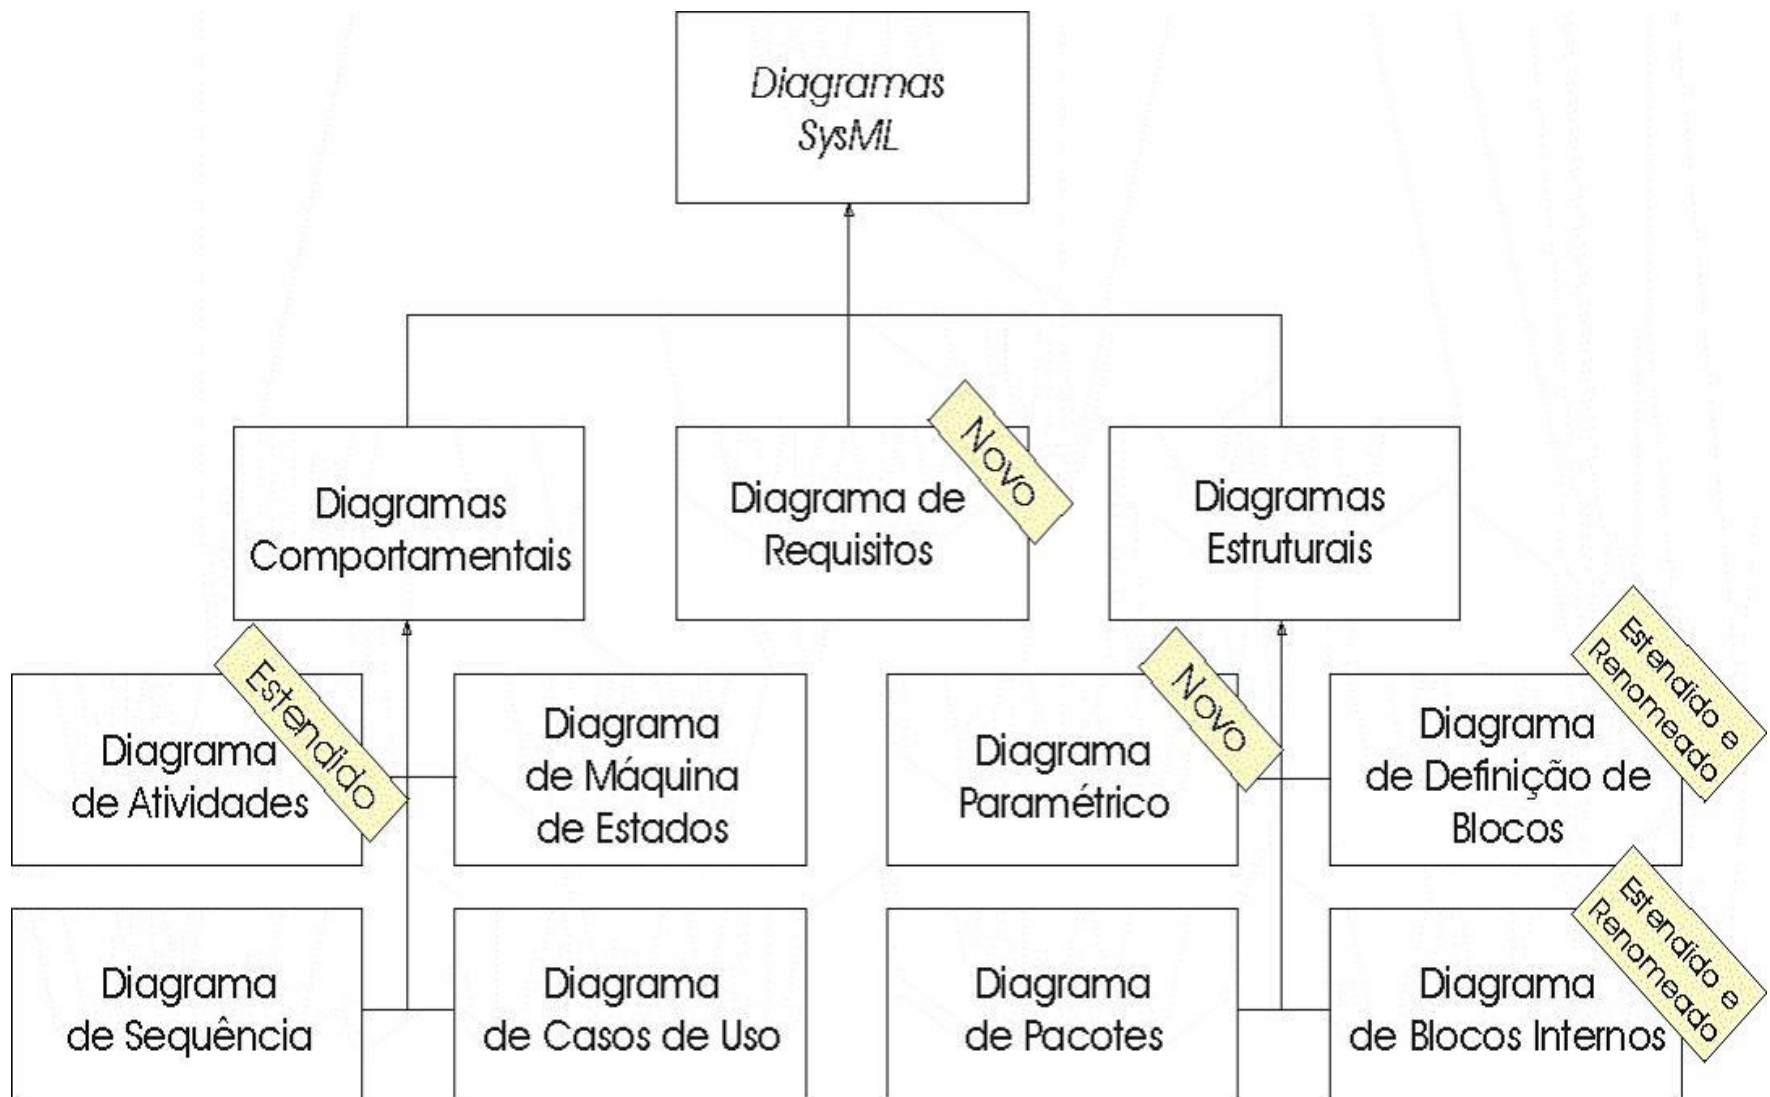 Diagramas
SysML
Diagramas
Comportamentais
Diagrama de
Requisitos
Novo
Diagramas
Estruturais
Diagrama
de Atividades
Estendido
Diagrama
de Máquina
de Estados
Diagrama
Paramétrico
Novo
Diagrama
de Definição de
Blocos
Estendido e
Renomeado
Diagrama
de Sequência
Diagrama
de Casos de Uso
Diagrama
de Pacotes
Diagrama
de Blocos Internos
Estendido e
Renomeado